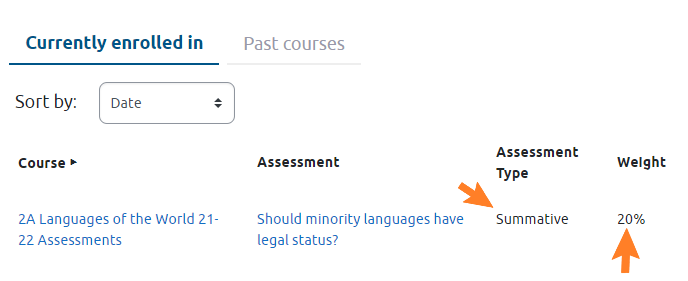 Currently enrolled in Past courses
Sort by: Date
Course Assessment Assessment Type Weight
2A Languages of the World 21-
22 Assessments
Should minority languages have
legal status?
Summative
20%